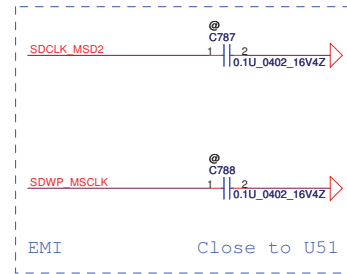 @
C787
SDCLK_MSD2
1 2
0.1U_0402_16V4Z
@
C788
SDWP_MSCLK
1 2
0.1U_0402_16V4Z
EMI Close to U51